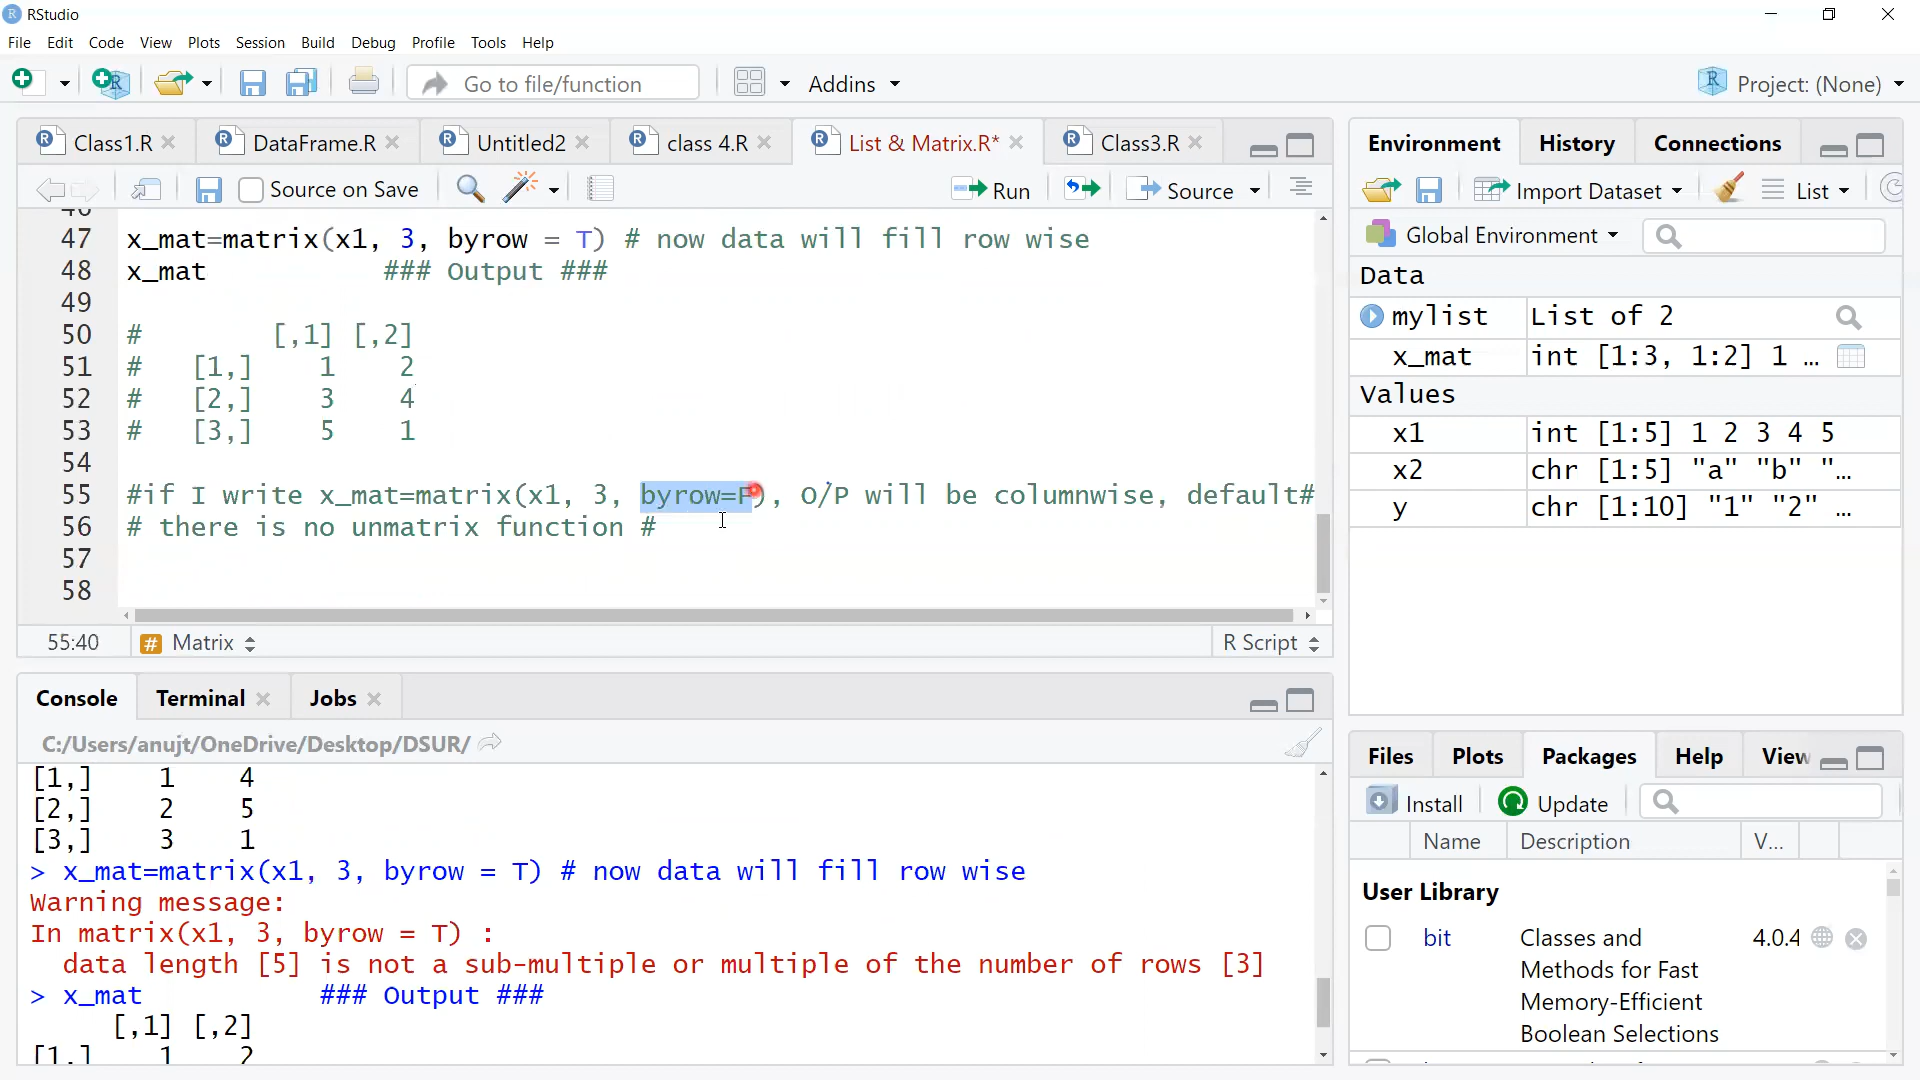 RStudio
File Edit Code View Plots Session Build Debug Profile Tools Help
Go to file/function Addins Project: (None)
Class1.R DataFrame.R Untitled2 class 4.R List & Matrix.R* Class3.R
Source on Save Run Source
47 x_mat=matrix(x1, 3, byrow = T) # now data will fill row wise
48 x_mat ### Output ###
49
50 # [,1] [,2]
51 # [1,] 1 2
52 # [2,] 3 4
53 # [3,] 5 1
54
55 #if I write x_mat=matrix(x1, 3, byrow=F), O/P will be columnwise, default#
56 # there is no unmatrix function #
57
58
55:40 Matrix R Script
Console Terminal Jobs
C:/Users/anujt/OneDrive/Desktop/DSUR/
[1,] 1 4
[2,] 2 5
[3,] 3 1
> x_mat=matrix(x1, 3, byrow = T) # now data will fill row wise
Warning message:
In matrix(x1, 3, byrow = T) :
data length [5] is not a sub-multiple or multiple of the number of rows [3]
> x_mat ### Output ###
[,1] [,2]
[1,] 1 2
Environment History Connections
Import Dataset List
Global Environment
Data
mylist List of 2
x_mat int [1:3, 1:2] 1 ...
Values
x1 int [1:5] 1 2 3 4 5
x2 chr [1:5] "a" "b" "...
y chr [1:10] "1" "2" ...
Files Plots Packages Help View
Install Update
Name Description V...
User Library
bit Classes and 4.0.4
Methods for Fast
Memory-Efficient
Boolean Selections